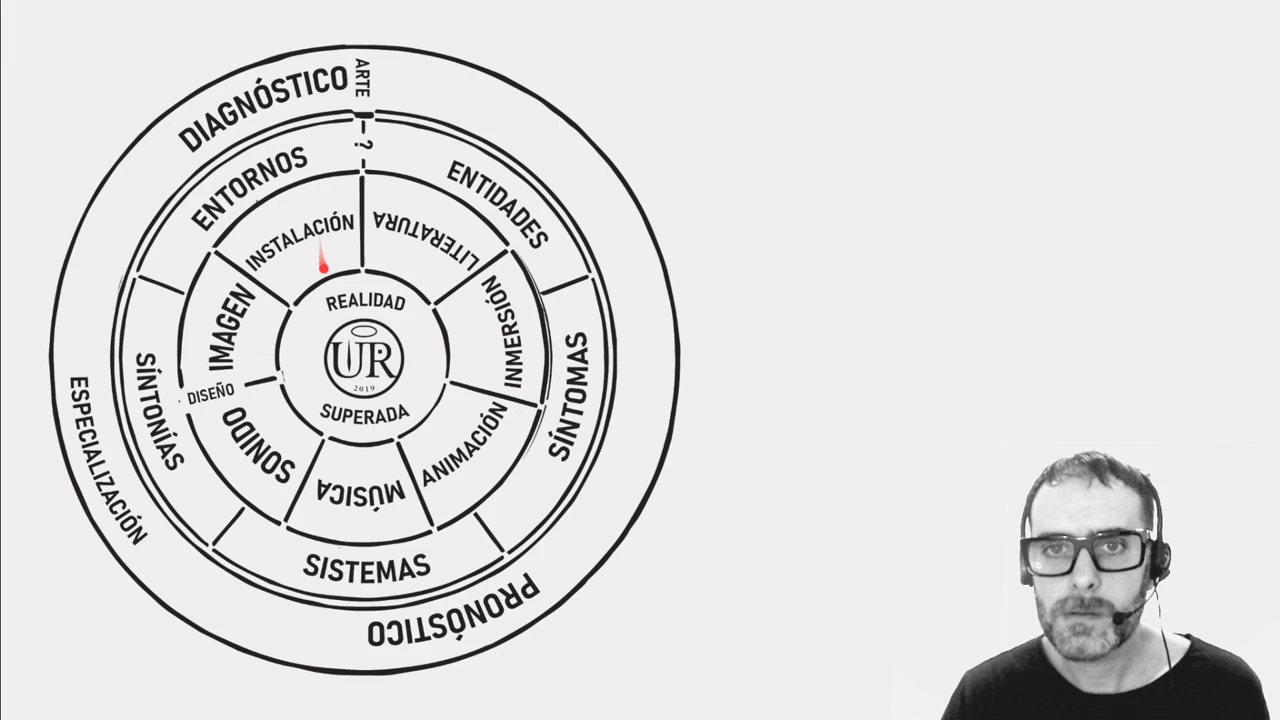 DIAGNÓSTICO
ARTE
ENTORNOS
?
ENTIDADES
INSTALACIÓN
LITERATURA
IMAGEN
INMERSIÓN
REALIDAD
UR
2019
SUPERADA
SÍNTONÍAS
SÍNTOMAS
DISEÑO
SONIDO
ANIMACIÓN
MÚSICA
ESPECIALIZACIÓN
SISTEMAS
PRONÓSTICO